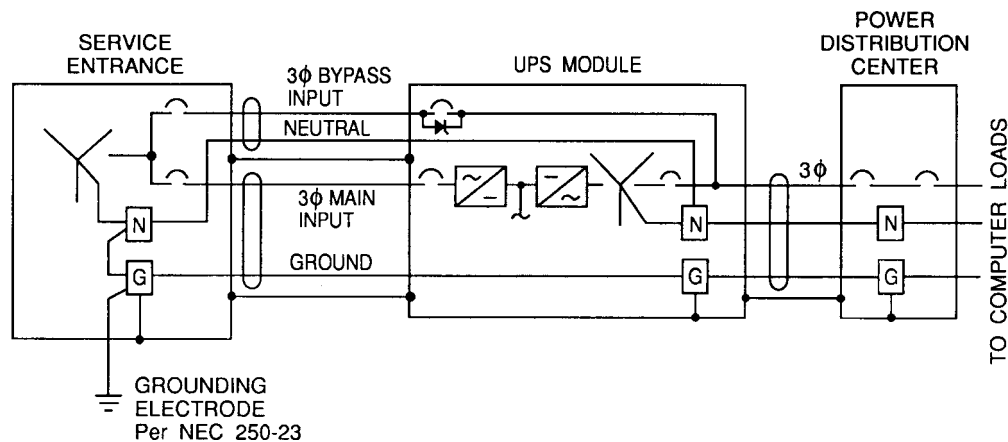 SERVICE
ENTRANCE
3ϕ BYPASS
INPUT
NEUTRAL
UPS MODULE
POWER
DISTRIBUTION
CENTER
3ϕ MAIN
INPUT
3ϕ
N
N
N
GROUND
G
G
G
TO COMPUTER LOADS
GROUNDING
ELECTRODE
Per NEC 250-23